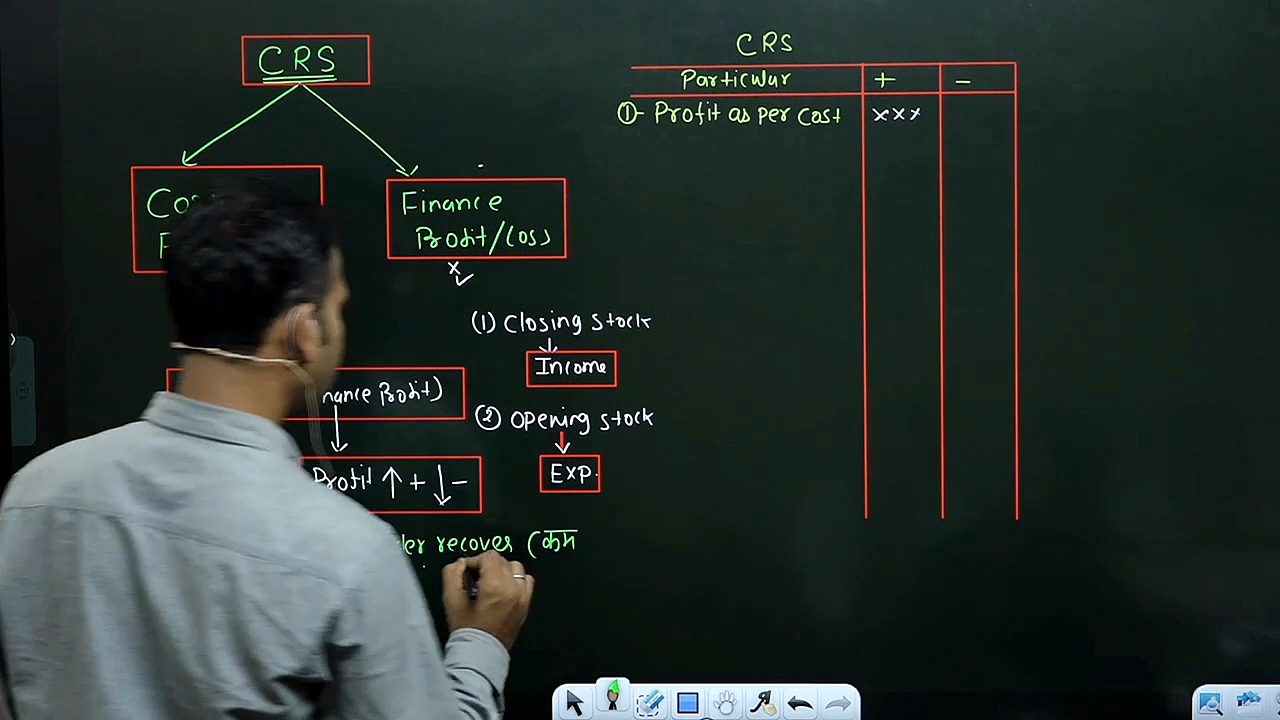 CRS
Finance
Profit/Loss
(1) Closing stock
Income
nance Profit)
② Opening stock
Profit ↑ + ↓ -
Exp.
recover (कम
CRS
Particular + -
①- Profit as per cost xxx